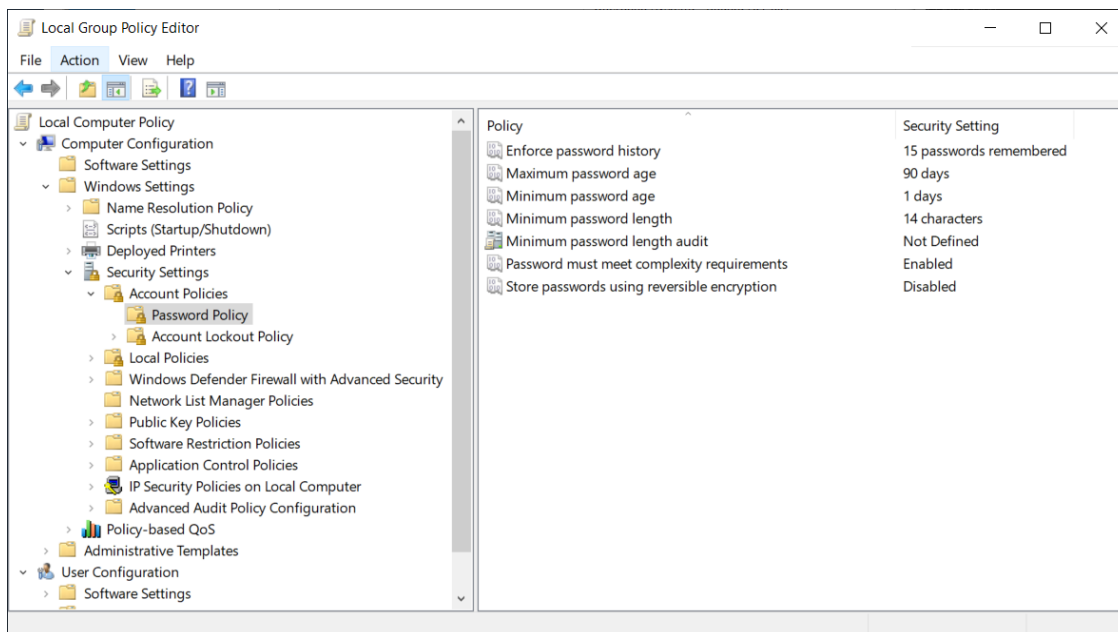 Local Group Policy Editor
File Action View Help
Local Computer Policy
Computer Configuration
Software Settings
Windows Settings
Name Resolution Policy
Scripts (Startup/Shutdown)
Deployed Printers
Security Settings
Account Policies
Password Policy
Account Lockout Policy
Local Policies
Windows Defender Firewall with Advanced Security
Network List Manager Policies
Public Key Policies
Software Restriction Policies
Application Control Policies
IP Security Policies on Local Computer
Advanced Audit Policy Configuration
Policy-based QoS
Administrative Templates
User Configuration
Software Settings
Policy Security Setting
Enforce password history 15 passwords remembered
Maximum password age 90 days
Minimum password age 1 days
Minimum password length 14 characters
Minimum password length audit Not Defined
Password must meet complexity requirements Enabled
Store passwords using reversible encryption Disabled